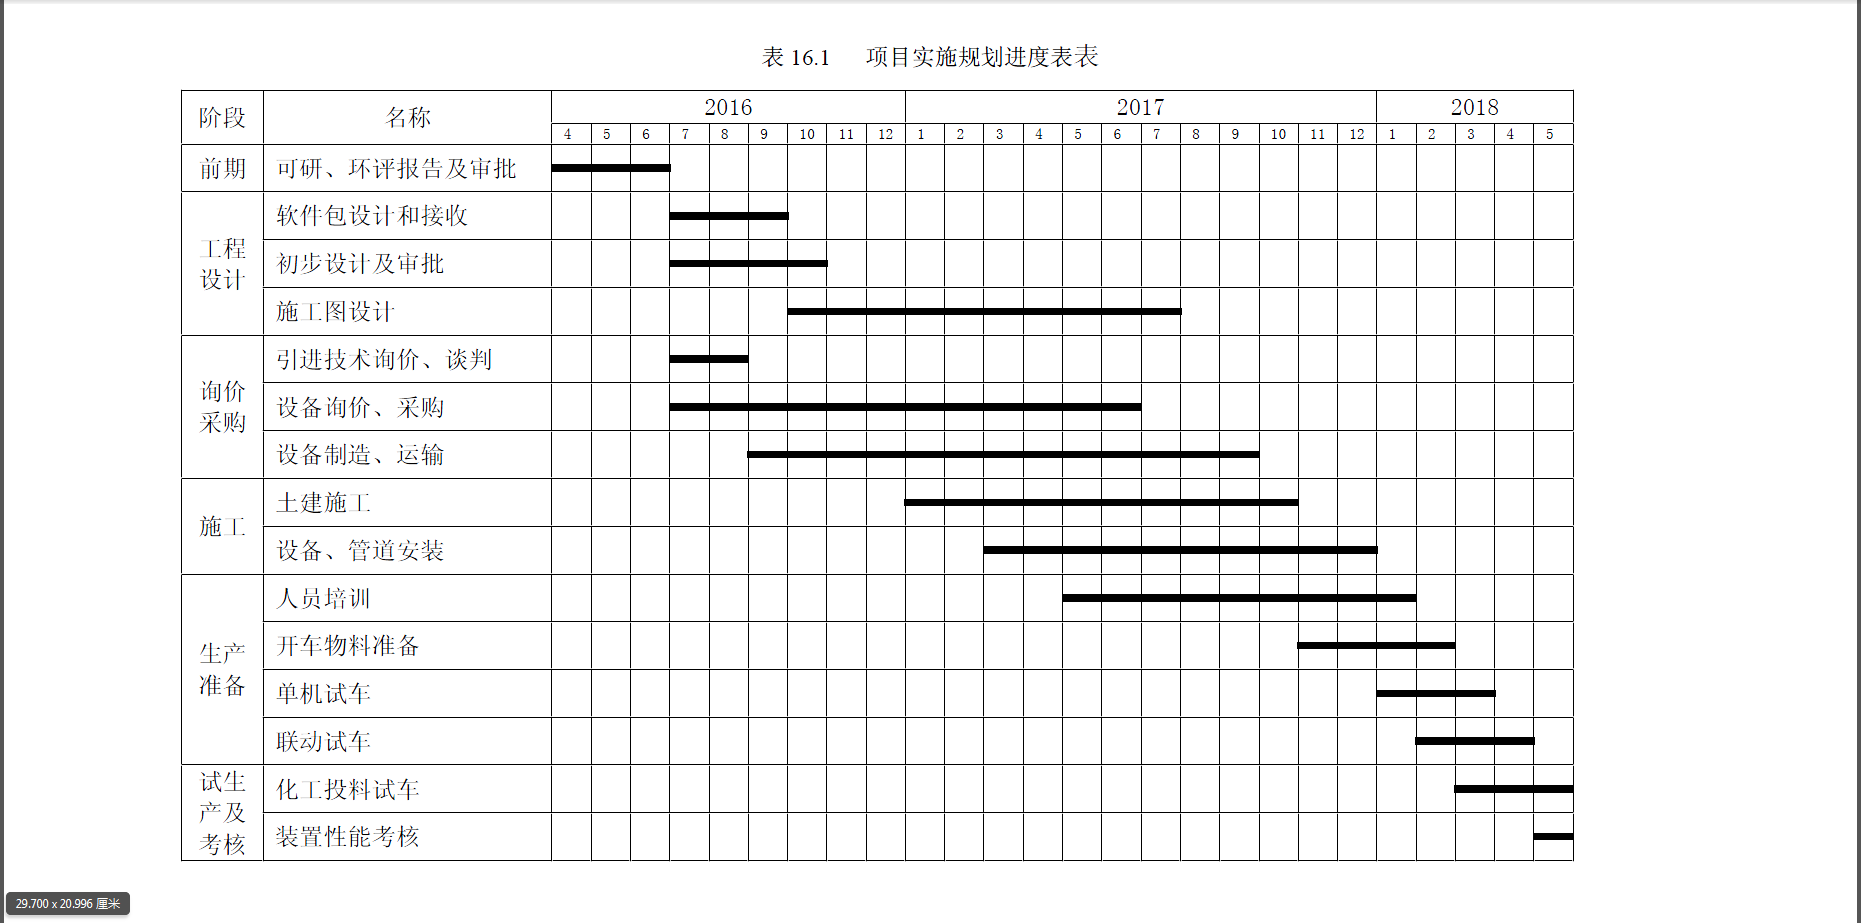 表 16.1 项目实施规划进度表表
阶段 名称 2016 2017 2018
4 5 6 7 8 9 10 11 12 1 2 3 4 5 6 7 8 9 10 11 12 1 2 3 4 5
前期 可研、环评报告及审批
工程
设计
软件包设计和接收
初步设计及审批
施工图设计
询价
采购
引进技术询价、谈判
设备询价、采购
设备制造、运输
施工
土建施工
设备、管道安装
生产
准备
人员培训
开车物料准备
单机试车
联动试车
试生
产及
考核
化工投料试车
装置性能考核
29.700 x 20.996 厘米